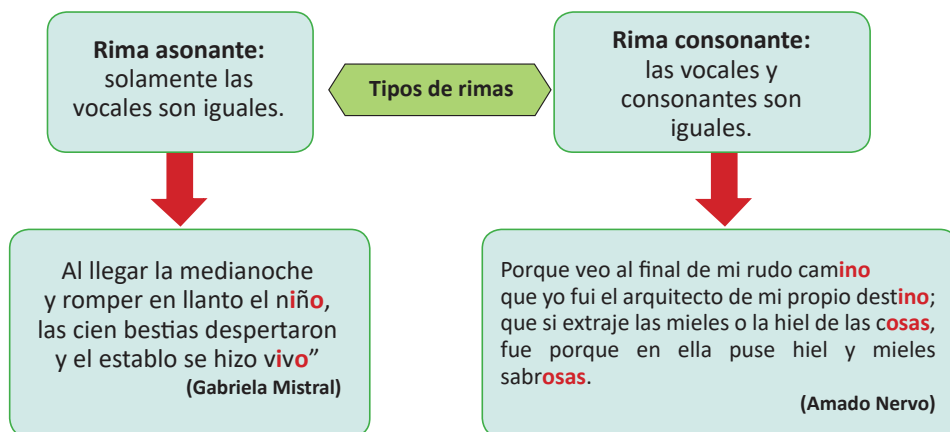 Rima asonante:
solamente las
vocales son iguales.
Tipos de rimas
Rima consonante:
las vocales y
consonantes son
iguales.
Al llegar la medianoche
y romper en llanto el niño,
las cien bestias despertaron
y el establo se hizo vivo”
(Gabriela Mistral)
Porque veo al final de mi rudo camino
que yo fui el arquitecto de mi propio destino;
que si extraje las mieles o la hiel de las cosas,
fue porque en ella puse hiel y mieles
sabrosas.
(Amado Nervo)